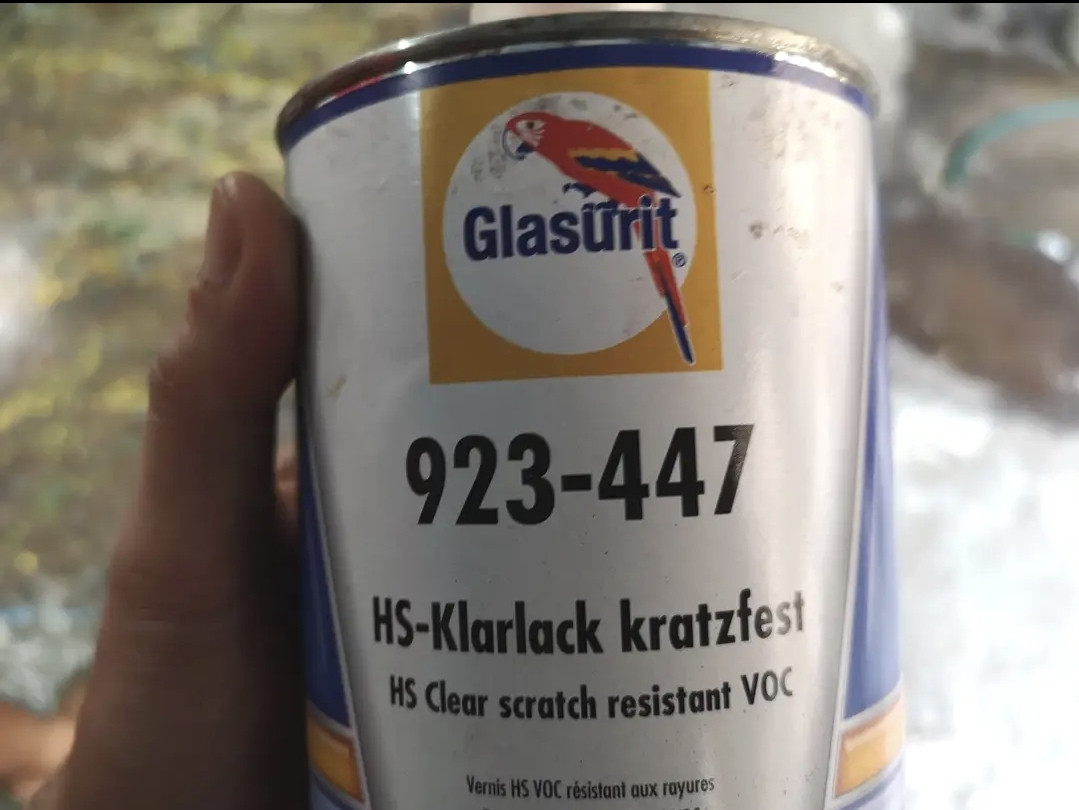 Glasurit
®
923-447
HS-Klarlack kratzfest
HS Clear scratch resistant VOC
Vernis HS VOC résistant aux rayures